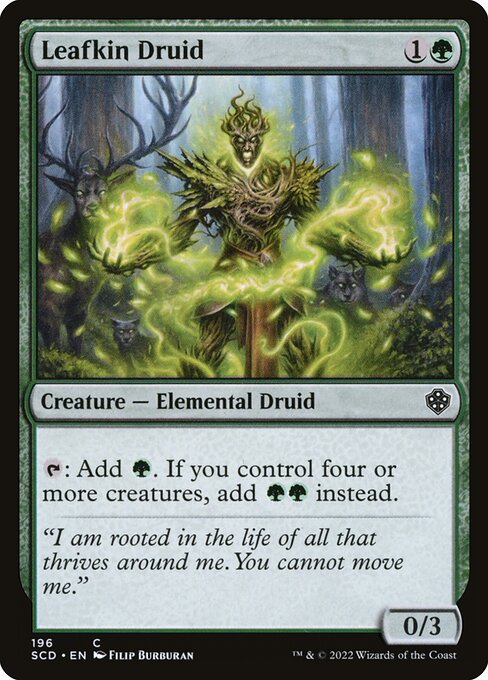 Leafkin Druid 1
Creature — Elemental Druid
: Add . If you control four or
more creatures, add instead.
“I am rooted in the life of all that
thrives around me. You cannot move
me.”
0/3
196 C
SCD • EN Filip Burburan
™ & © 2022 Wizards of the Coast